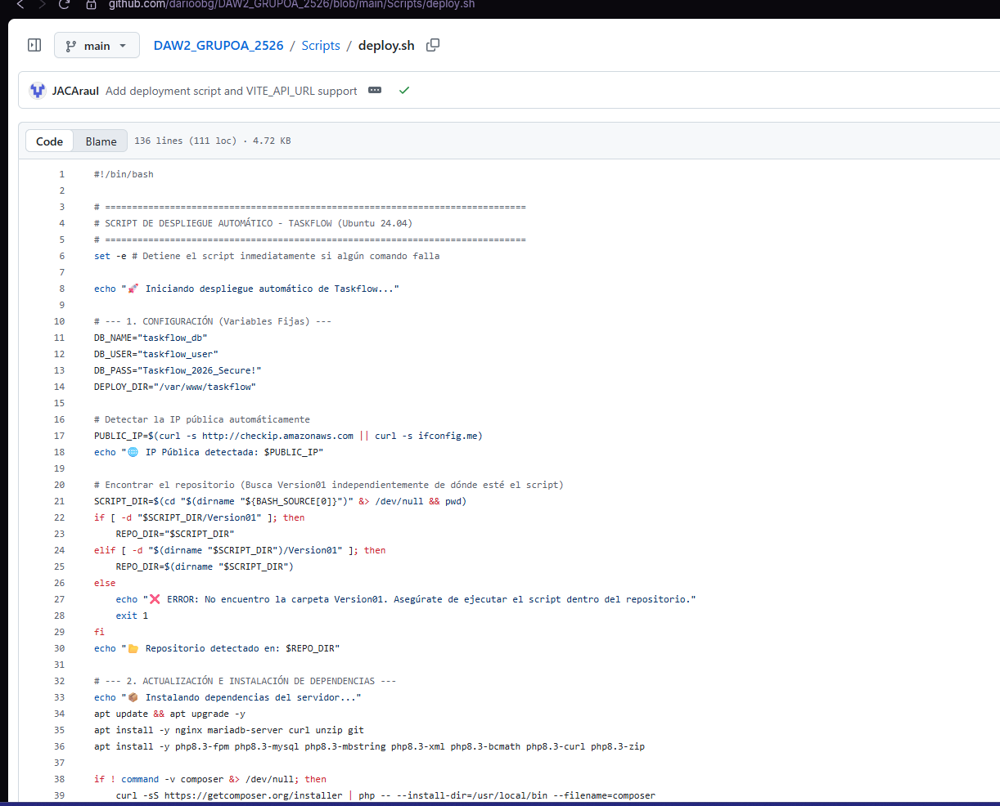 github.com/darioobg/DAW2_GRUPOA_2526/blob/main/Scripts/deploy.sh
main DAW2_GRUPOA_2526 / Scripts / deploy.sh
JACAraul Add deployment script and VITE_API_URL support
Code Blame 136 lines (111 loc) · 4.72 KB
1 #!/bin/bash
2
3 # ==============================================================================
4 # SCRIPT DE DESPLIEGUE AUTOMÁTICO - TASKFLOW (Ubuntu 24.04)
5 # ==============================================================================
6 set -e # Detiene el script inmediatamente si algún comando falla
7
8 echo "🚀 Iniciando despliegue automático de Taskflow..."
9
10 # --- 1. CONFIGURACIÓN (Variables Fijas) ---
11 DB_NAME="taskflow_db"
12 DB_USER="taskflow_user"
13 DB_PASS="Taskflow_2026_Secure!"
14 DEPLOY_DIR="/var/www/taskflow"
15
16 # Detectar la IP pública automáticamente
17 PUBLIC_IP=$(curl -s http://checkip.amazonaws.com || curl -s ifconfig.me)
18 echo "🌐 IP Pública detectada: $PUBLIC_IP"
19
20 # Encontrar el repositorio (Busca Version01 independientemente de dónde esté el script)
21 SCRIPT_DIR=$(cd "$(dirname "${BASH_SOURCE[0]}")" &> /dev/null && pwd)
22 if [ -d "$SCRIPT_DIR/Version01" ]; then
23 REPO_DIR="$SCRIPT_DIR"
24 elif [ -d "$(dirname "$SCRIPT_DIR")/Version01" ]; then
25 REPO_DIR=$(dirname "$SCRIPT_DIR")
26 else
27 echo "❌ ERROR: No encuentro la carpeta Version01. Asegúrate de ejecutar el script dentro del repositorio."
28 exit 1
29 fi
30 echo "📂 Repositorio detectado en: $REPO_DIR"
31
32 # --- 2. ACTUALIZACIÓN E INSTALACIÓN DE DEPENDENCIAS ---
33 echo "📦 Instalando dependencias del servidor..."
34 apt update && apt upgrade -y
35 apt install -y nginx mariadb-server curl unzip git
36 apt install -y php8.3-fpm php8.3-mysql php8.3-mbstring php8.3-xml php8.3-bcmath php8.3-curl php8.3-zip
37
38 if ! command -v composer &> /dev/null; then
39 curl -sS https://getcomposer.org/installer | php -- --install-dir=/usr/local/bin --filename=composer